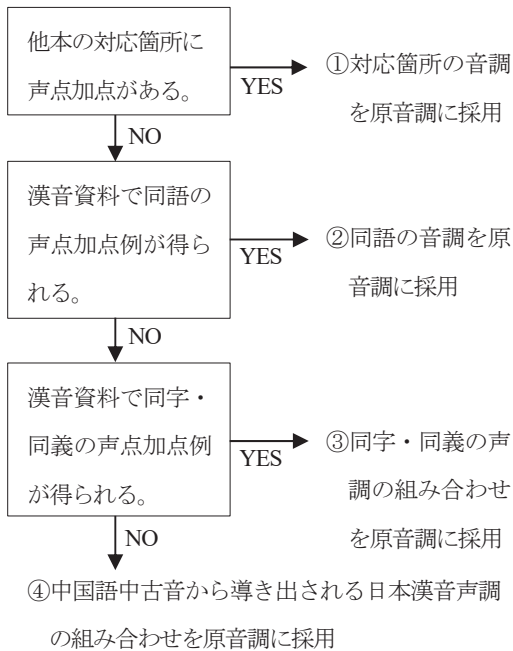 他本の対応箇所に
声点加点がある。
YES
①対応箇所の音調
を原音調に採用
NO
漢音資料で同語の
声点加点例が得ら
れる。
YES
②同語の音調を原
音調に採用
NO
漢音資料で同字・
同義の声点加点例
が得られる。
YES
③同字・同義の声
調の組み合わせ
を原音調に採用
NO
④中国語中古音から導き出される日本漢音声調
の組み合わせを原音調に採用